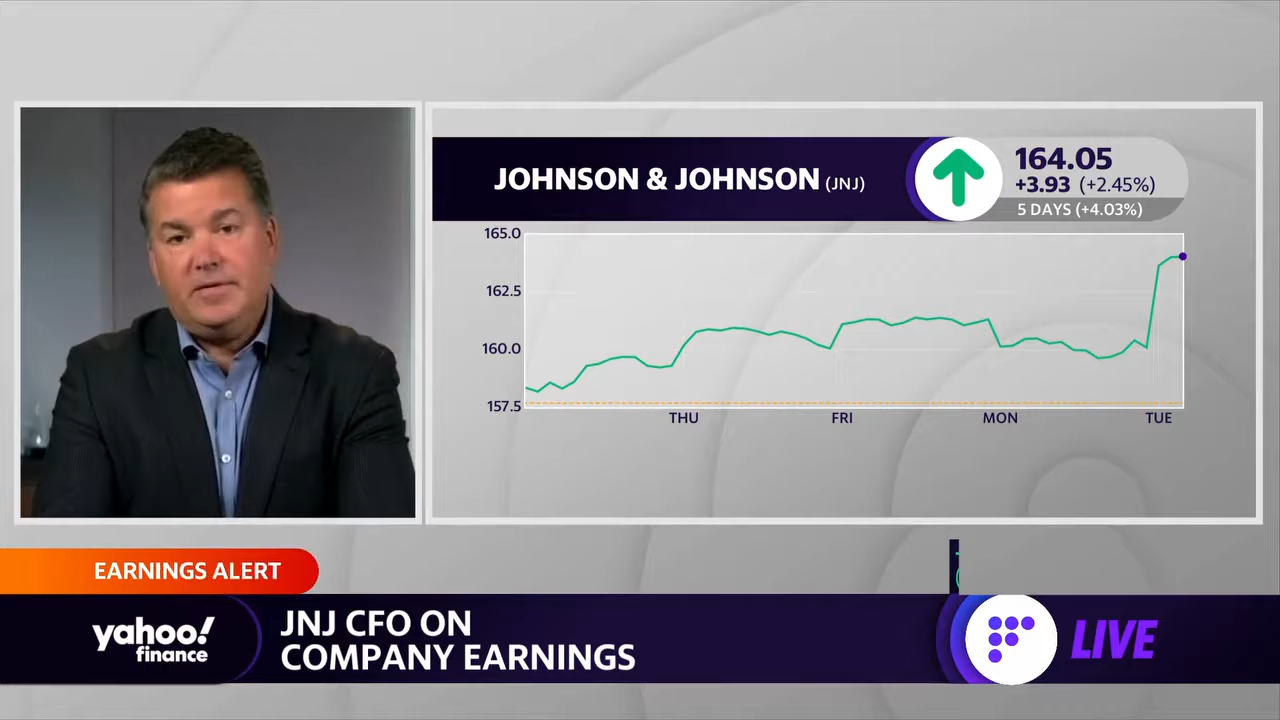 JOHNSON & JOHNSON (JNJ)
164.05
+3.93 (+2.45%)
5 DAYS (+4.03%)
165.0
162.5
160.0
157.5
THU FRI MON TUE
EARNINGS ALERT
yahoo!
finance
JNJ CFO ON
COMPANY EARNINGS
LIVE